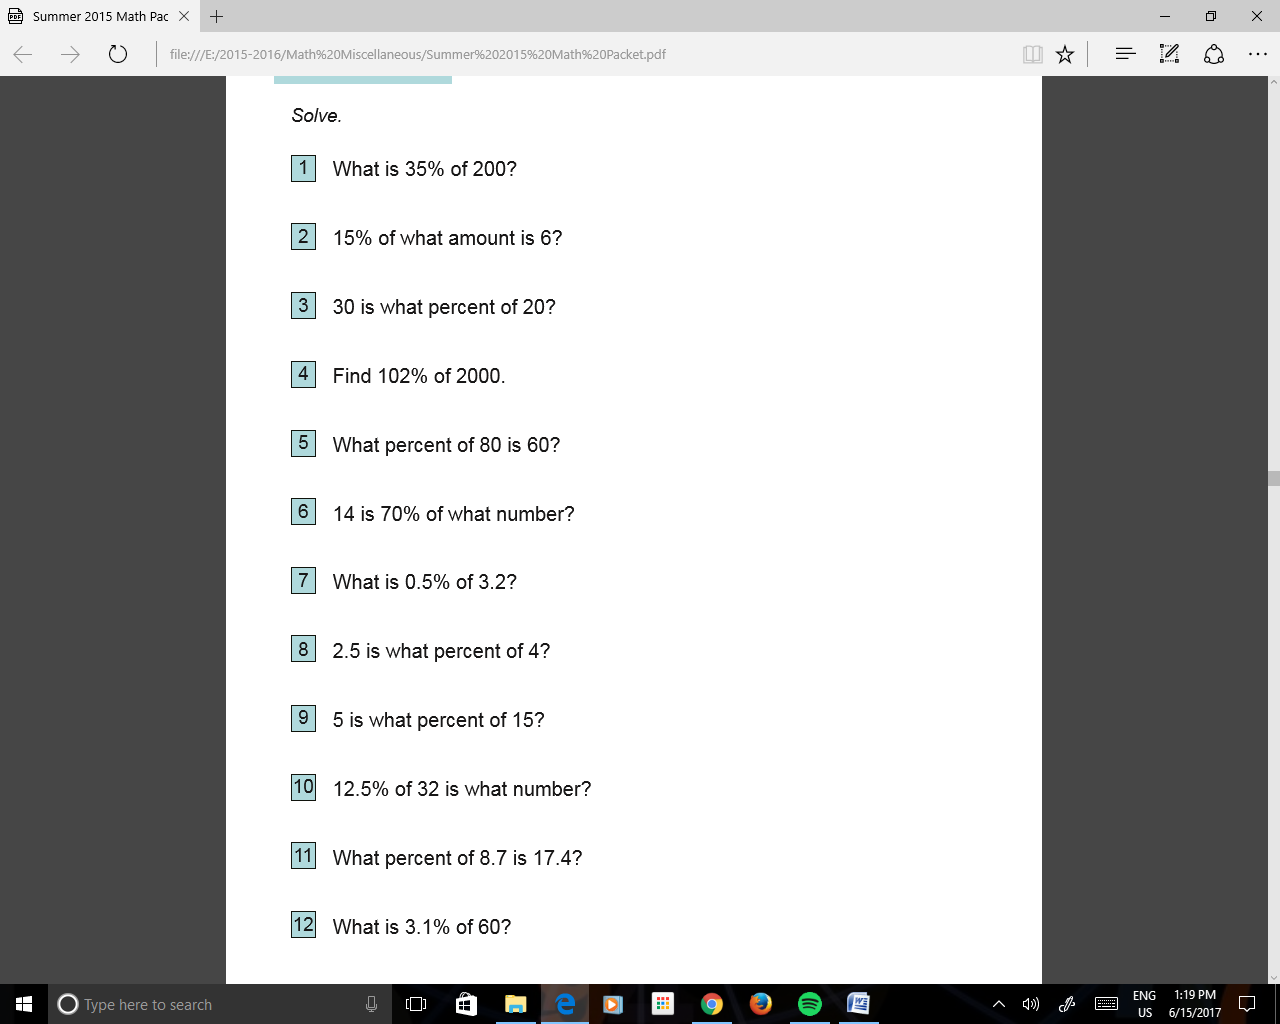 Summer 2015 Math Pac
file:///E:/2015-2016/Math%20Miscellaneous/Summer%202015%20Math%20Packet.pdf
Solve.
1 What is 35% of 200?
2 15% of what amount is 6?
3 30 is what percent of 20?
4 Find 102% of 2000.
5 What percent of 80 is 60?
6 14 is 70% of what number?
7 What is 0.5% of 3.2?
8 2.5 is what percent of 4?
9 5 is what percent of 15?
10 12.5% of 32 is what number?
11 What percent of 8.7 is 17.4?
12 What is 3.1% of 60?
Type here to search
ENG 1:19 PM
US 6/15/2017